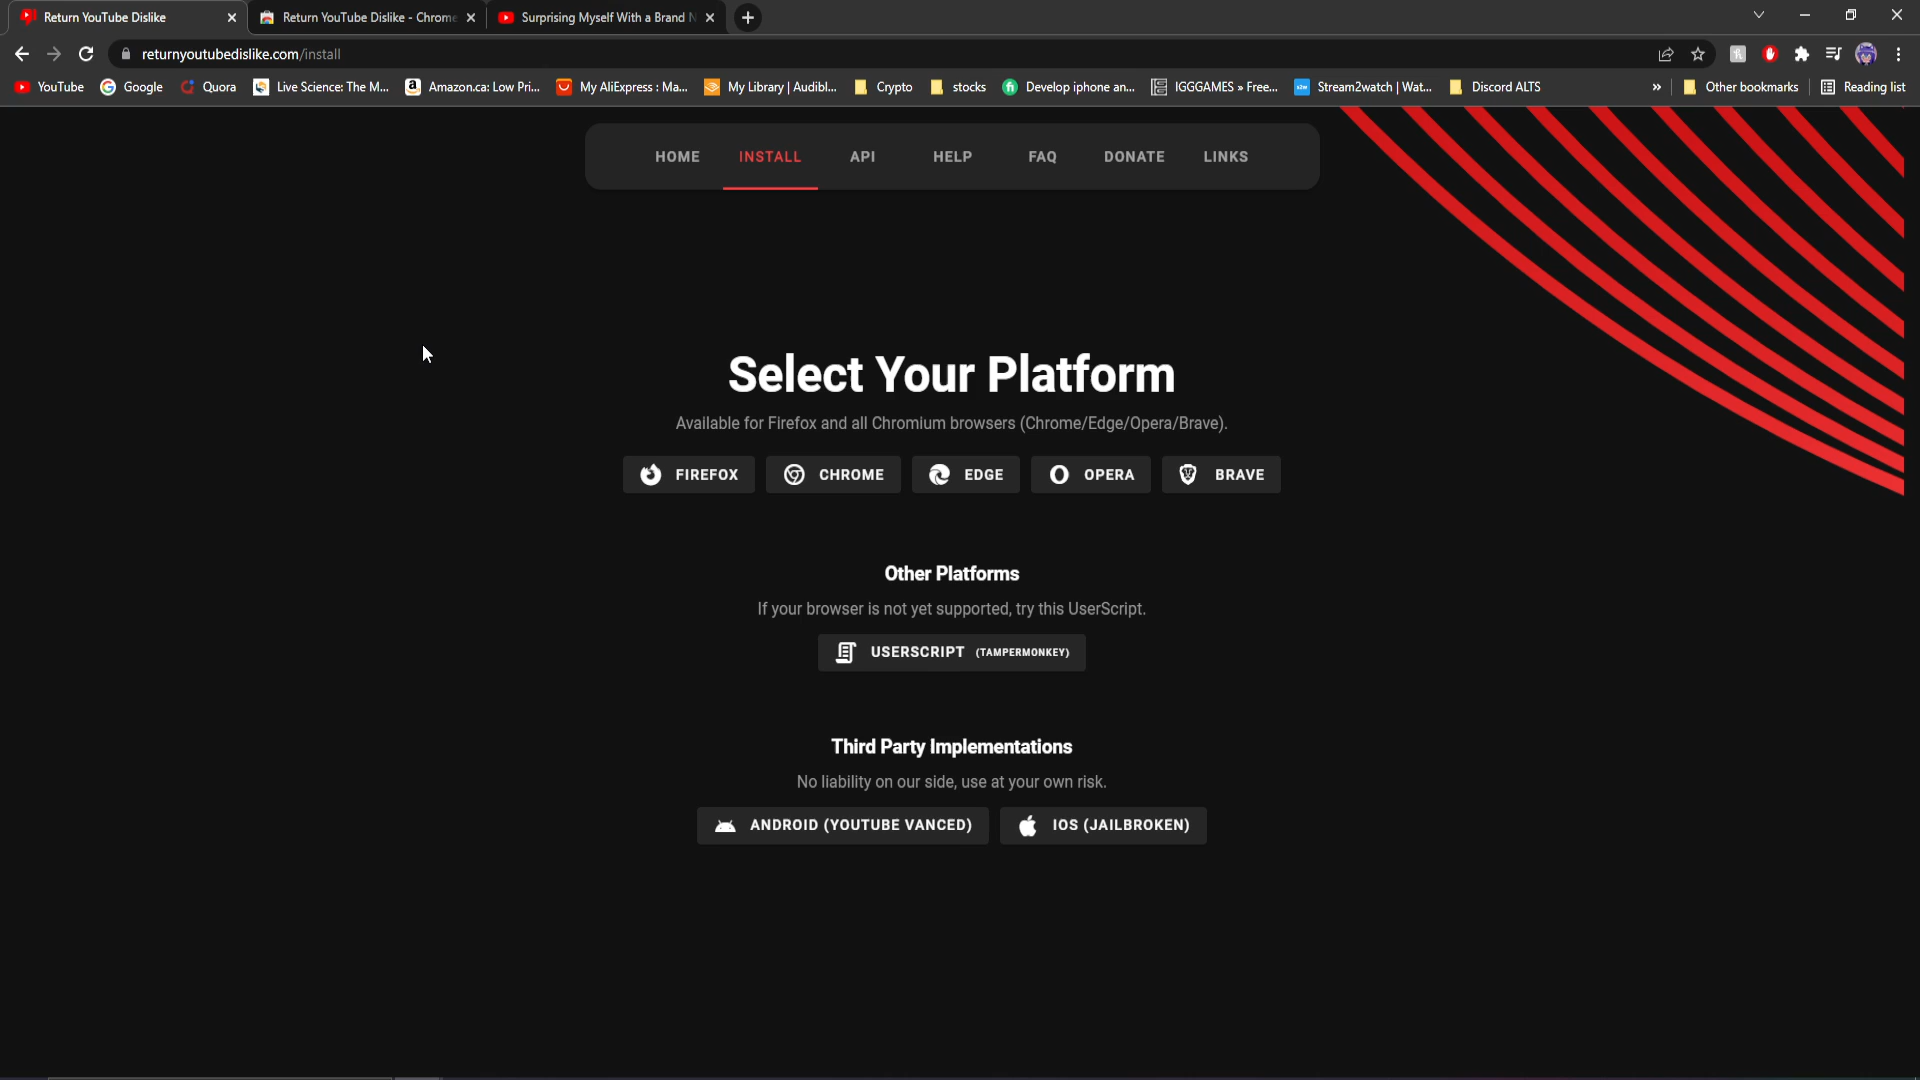 Return YouTube Dislike
Return YouTube Dislike - Chrome
Surprising Myself With a Brand N
returnyoutubedislike.com/install
YouTube
Google
Quora
Live Science: The M...
Amazon.ca: Low Pri...
My AliExpress : Ma...
My Library | Audibl...
Crypto
stocks
Develop iphone an...
IGGGAMES » Free...
Stream2watch | Wat...
Discord ALTS
»
Other bookmarks
Reading list
HOME
INSTALL
API
HELP
FAQ
DONATE
LINKS
Select Your Platform
Available for Firefox and all Chromium browsers (Chrome/Edge/Opera/Brave).
FIREFOX
CHROME
EDGE
OPERA
BRAVE
Other Platforms
If your browser is not yet supported, try this UserScript.
USERSCRIPT (TAMPERMONKEY)
Third Party Implementations
No liability on our side, use at your own risk.
ANDROID (YOUTUBE VANCED)
IOS (JAILBROKEN)